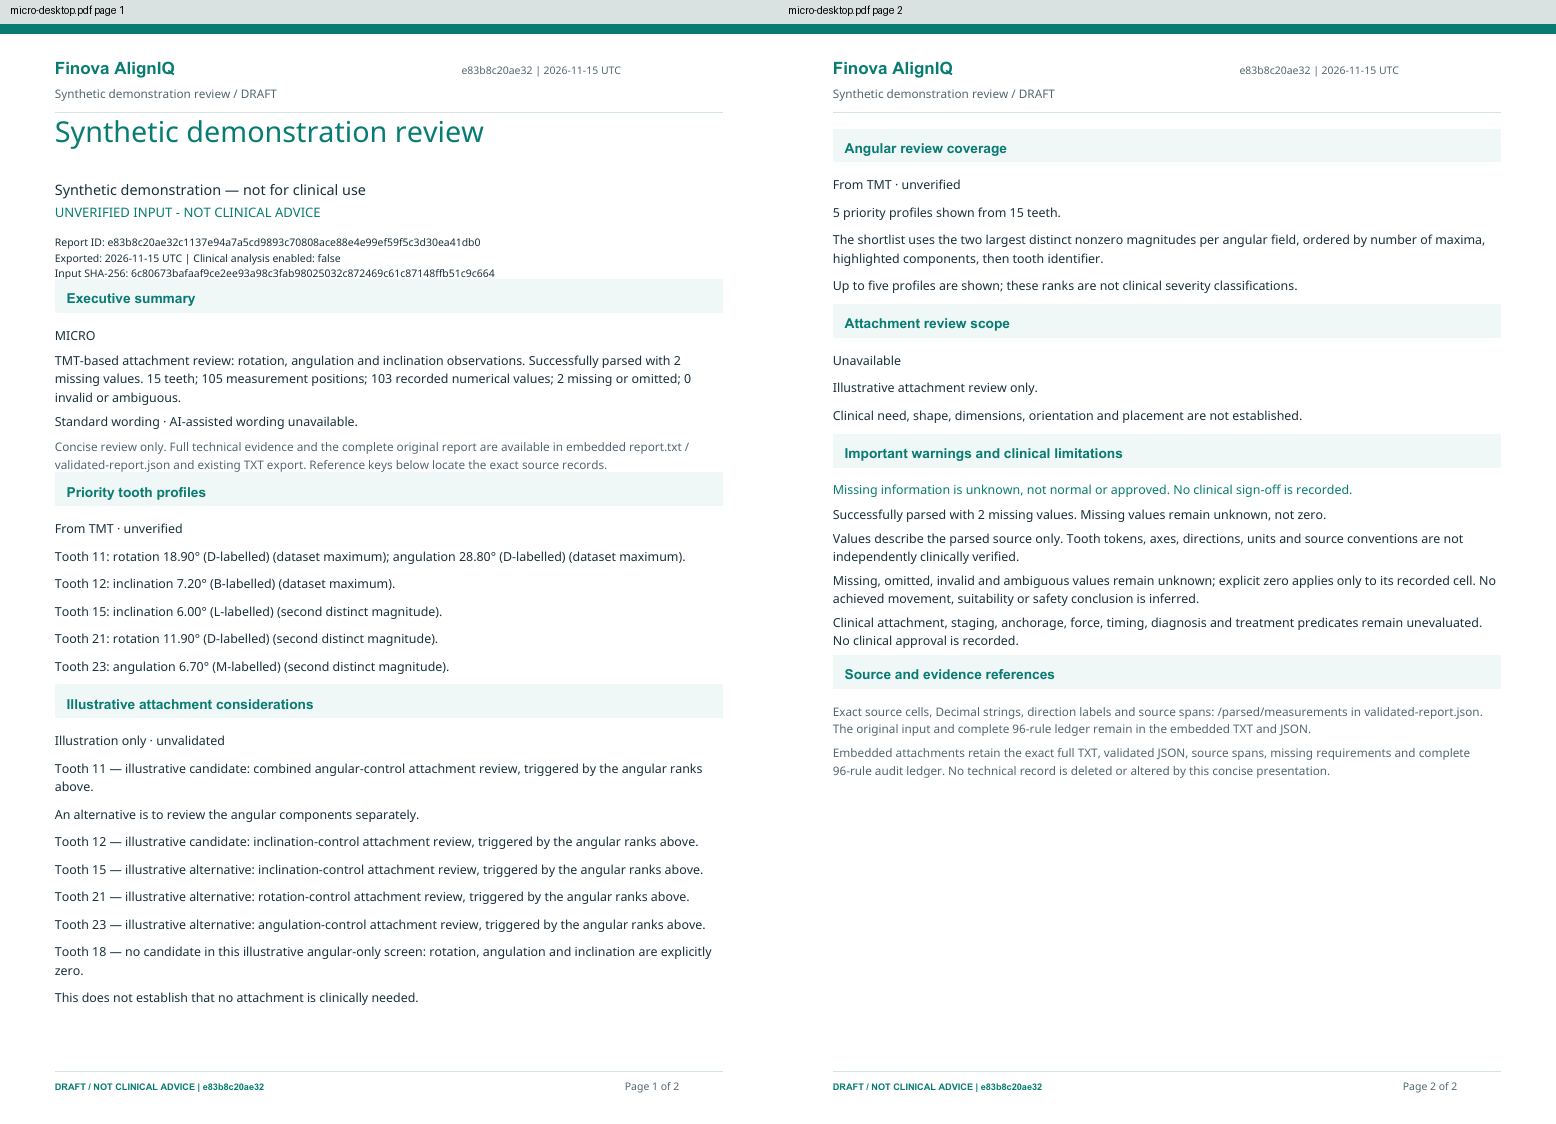 micro-desktop.pdf page 1
Finova AlignIQ
e83b8c20ae32 | 2026-11-15 UTC
Synthetic demonstration review / DRAFT
Synthetic demonstration review
Synthetic demonstration — not for clinical use
UNVERIFIED INPUT - NOT CLINICAL ADVICE
Report ID: e83b8c20ae32c1137e94a7a5cd9893c70808ace88e4e99ef59f5c3d30ea41db0
Exported: 2026-11-15 UTC | Clinical analysis enabled: false
Input SHA-256: 6c80673bafaaf9ce2ee93a98c3fab98025032c872469c61c87148ffb51c9c664
Executive summary
MICRO
TMT-based attachment review: rotation, angulation and inclination observations. Successfully parsed with 2
missing values. 15 teeth; 105 measurement positions; 103 recorded numerical values; 2 missing or omitted; 0
invalid or ambiguous.
Standard wording · AI-assisted wording unavailable.
Concise review only. Full technical evidence and the complete original report are available in embedded report.txt /
validated-report.json and existing TXT export. Reference keys below locate the exact source records.
Priority tooth profiles
From TMT · unverified
Tooth 11: rotation 18.90° (D-labelled) (dataset maximum); angulation 28.80° (D-labelled) (dataset maximum).
Tooth 12: inclination 7.20° (B-labelled) (dataset maximum).
Tooth 15: inclination 6.00° (L-labelled) (second distinct magnitude).
Tooth 21: rotation 11.90° (D-labelled) (second distinct magnitude).
Tooth 23: angulation 6.70° (M-labelled) (second distinct magnitude).
Illustrative attachment considerations
Illustration only · unvalidated
Tooth 11 — illustrative candidate: combined angular-control attachment review, triggered by the angular ranks
above.
An alternative is to review the angular components separately.
Tooth 12 — illustrative candidate: inclination-control attachment review, triggered by the angular ranks above.
Tooth 15 — illustrative alternative: inclination-control attachment review, triggered by the angular ranks above.
Tooth 21 — illustrative alternative: rotation-control attachment review, triggered by the angular ranks above.
Tooth 23 — illustrative alternative: angulation-control attachment review, triggered by the angular ranks above.
Tooth 18 — no candidate in this illustrative angular-only screen: rotation, angulation and inclination are explicitly
zero.
This does not establish that no attachment is clinically needed.
DRAFT / NOT CLINICAL ADVICE | e83b8c20ae32
Page 1 of 2
micro-desktop.pdf page 2
Finova AlignIQ
e83b8c20ae32 | 2026-11-15 UTC
Synthetic demonstration review / DRAFT
Angular review coverage
From TMT · unverified
5 priority profiles shown from 15 teeth.
The shortlist uses the two largest distinct nonzero magnitudes per angular field, ordered by number of maxima,
highlighted components, then tooth identifier.
Up to five profiles are shown; these ranks are not clinical severity classifications.
Attachment review scope
Unavailable
Illustrative attachment review only.
Clinical need, shape, dimensions, orientation and placement are not established.
Important warnings and clinical limitations
Missing information is unknown, not normal or approved. No clinical sign-off is recorded.
Successfully parsed with 2 missing values. Missing values remain unknown, not zero.
Values describe the parsed source only. Tooth tokens, axes, directions, units and source conventions are not
independently clinically verified.
Missing, omitted, invalid and ambiguous values remain unknown; explicit zero applies only to its recorded cell. No
achieved movement, suitability or safety conclusion is inferred.
Clinical attachment, staging, anchorage, force, timing, diagnosis and treatment predicates remain unevaluated.
No clinical approval is recorded.
Source and evidence references
Exact source cells, Decimal strings, direction labels and source spans: /parsed/measurements in validated-report.json.
The original input and complete 96-rule ledger remain in the embedded TXT and JSON.
Embedded attachments retain the exact full TXT, validated JSON, source spans, missing requirements and complete
96-rule audit ledger. No technical record is deleted or altered by this concise presentation.
DRAFT / NOT CLINICAL ADVICE | e83b8c20ae32
Page 2 of 2